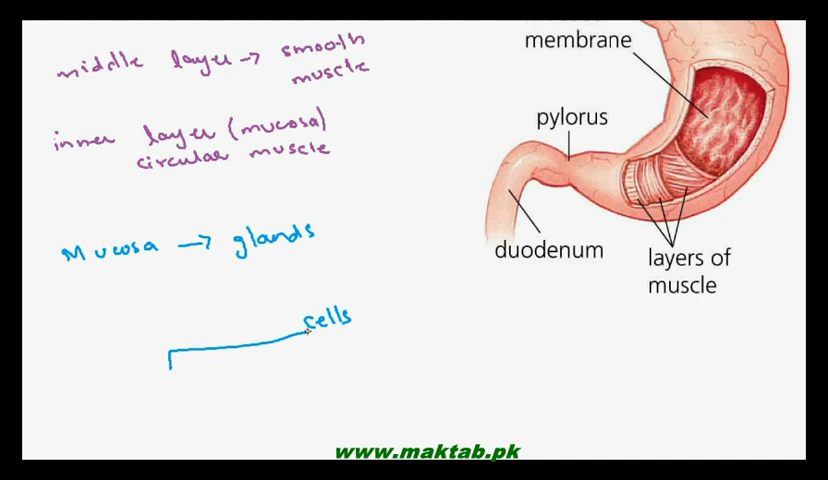 middle layer → smooth
muscle
inner layer (mucosa)
circular muscle
Mucosa → glands
cells
membrane
pylorus
duodenum
layers of
muscle
www.maktab.pk